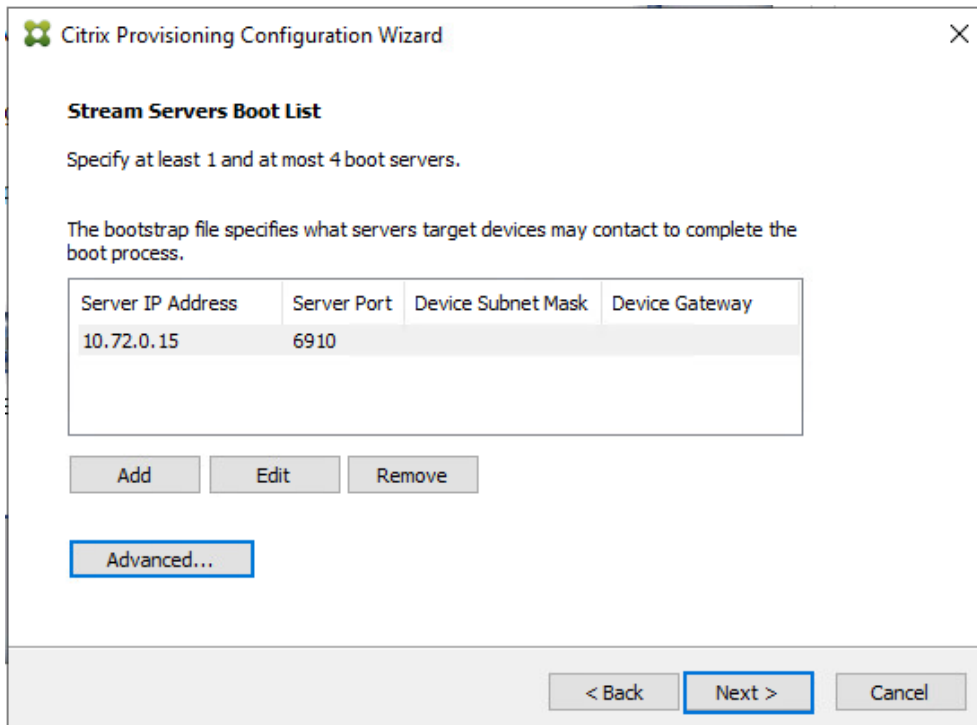 Citrix Provisioning Configuration Wizard
Stream Servers Boot List
Specify at least 1 and at most 4 boot servers.
The bootstrap file specifies what servers target devices may contact to complete the
boot process.
Server IP Address Server Port Device Subnet Mask Device Gateway
10.72.0.15 6910
Add Edit Remove
Advanced...
< Back Next > Cancel